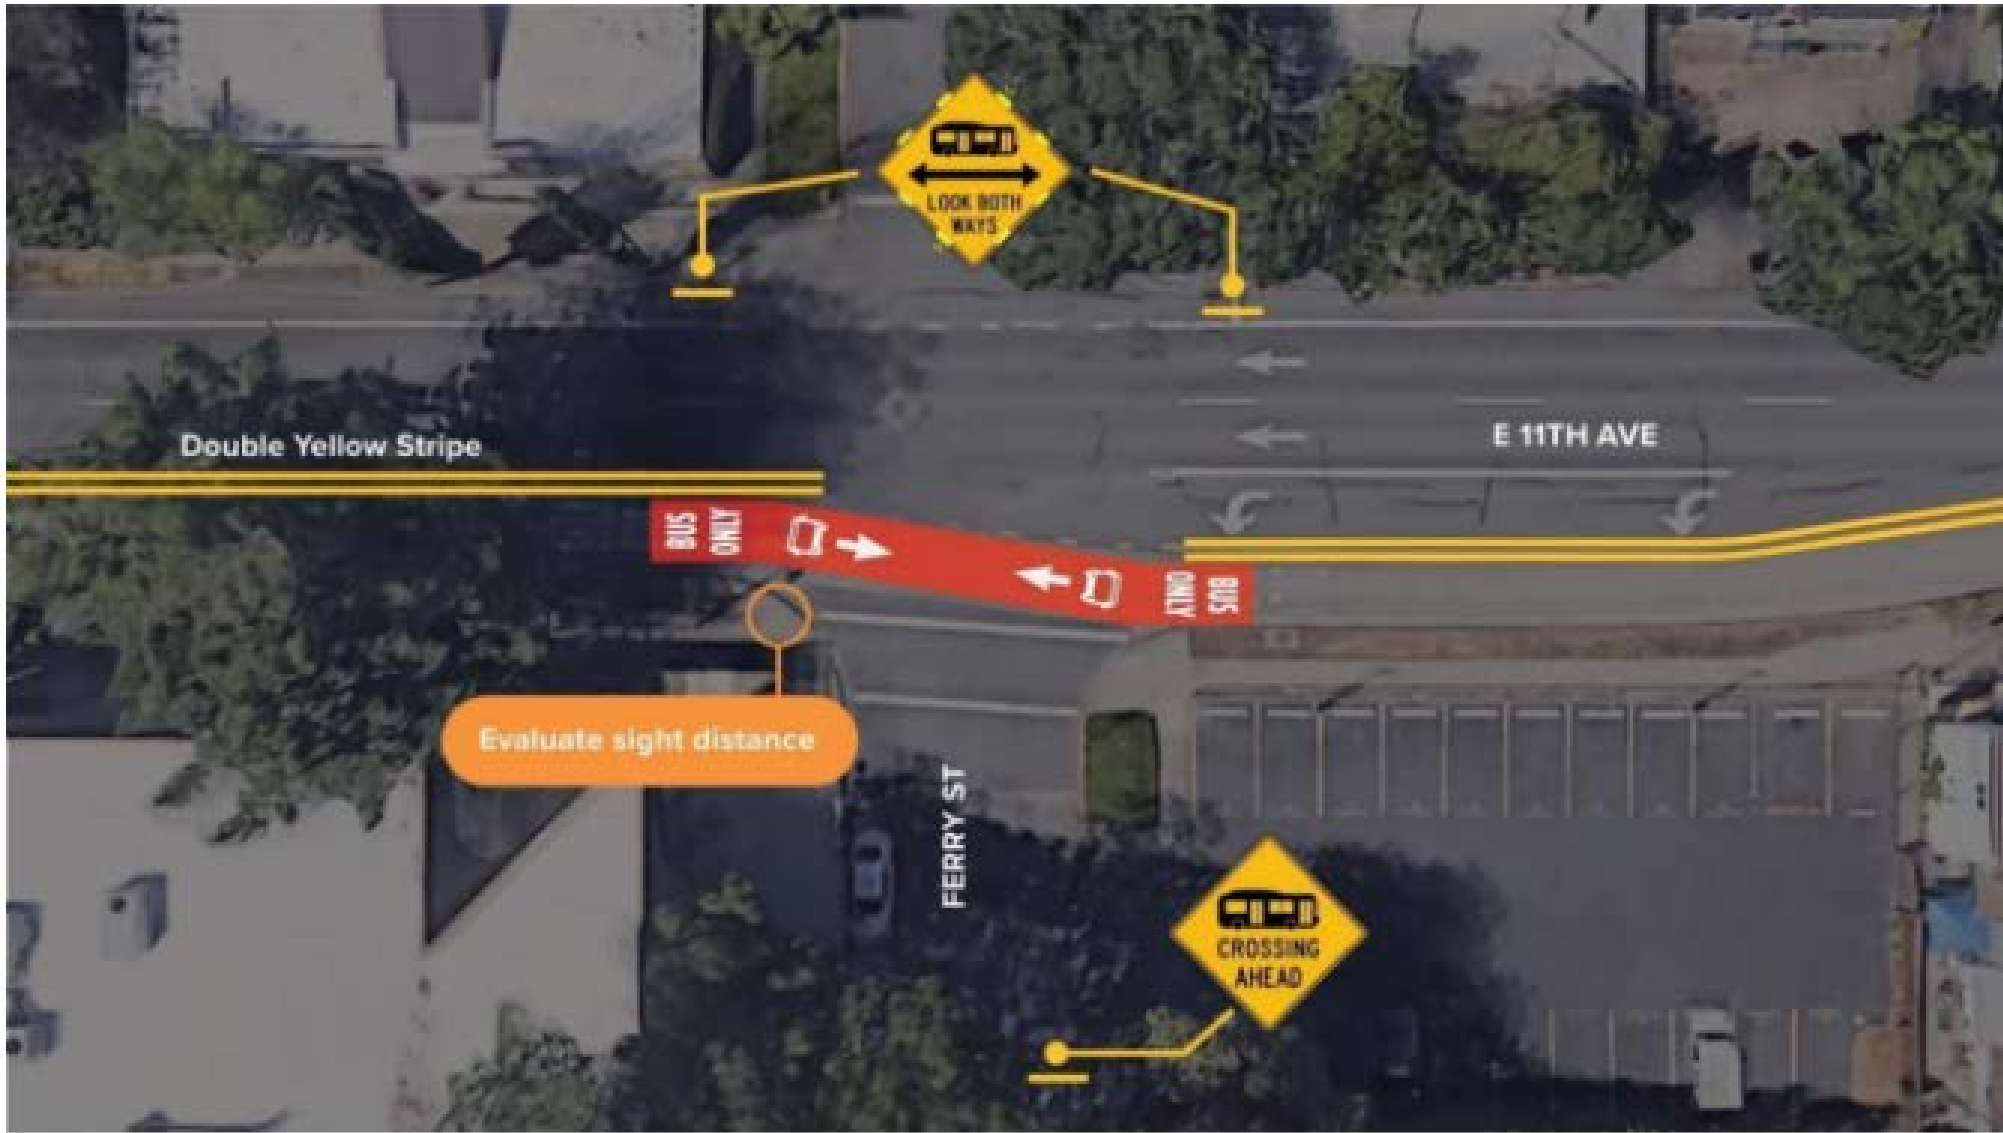 LOOK BOTH
WAYS
Double Yellow Stripe
E 11TH AVE
BUS
ONLY
ONLY
BUS
Evaluate sight distance
FERRY ST
CROSSING
AHEAD